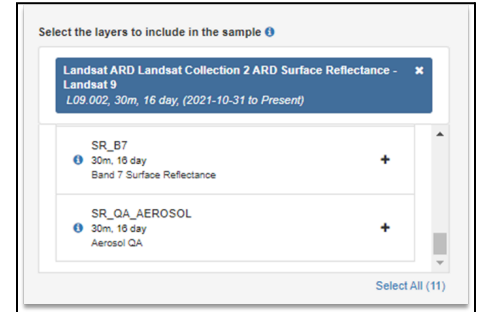 Select the layers to include in the sample
Landsat ARD Landsat Collection 2 ARD Surface Reflectance -
Landsat 9
L09.002, 30m, 16 day, (2021-10-31 to Present)
SR_B7
30m, 16 day
Band 7 Surface Reflectance
SR_QA_AEROSOL
30m, 16 day
Aerosol QA
Select All (11)